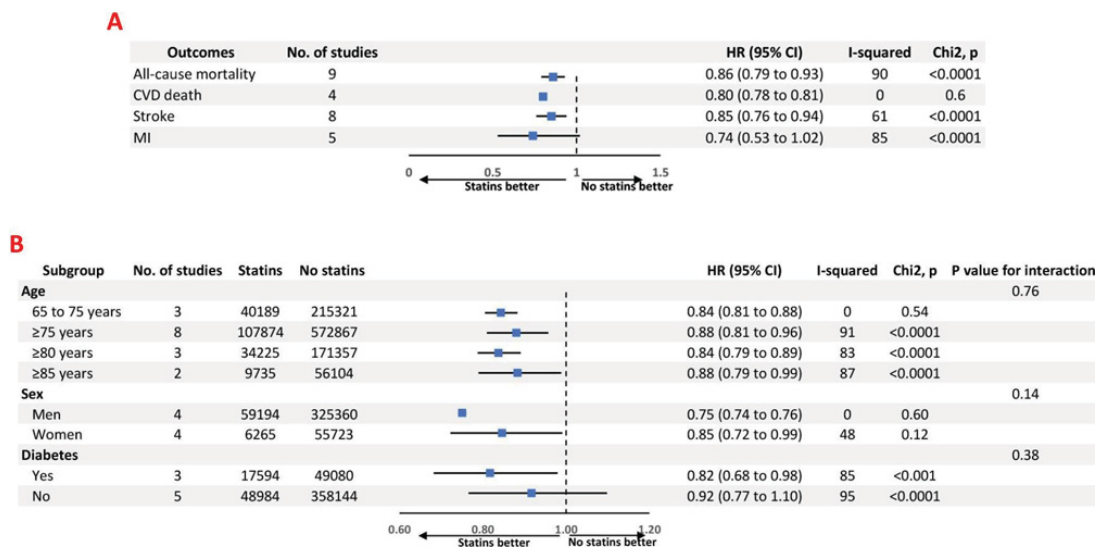 A
Outcomes No. of studies HR (95% CI) I-squared Chi2, p
All-cause mortality 9 0.86 (0.79 to 0.93) 90 <0.0001
CVD death 4 0.80 (0.78 to 0.81) 0 0.6
Stroke 8 0.85 (0.76 to 0.94) 61 <0.0001
MI 5 0.74 (0.53 to 1.02) 85 <0.0001
0 0.5 1 1.5
Statins better No statins better
B
Subgroup No. of studies Statins No statins HR (95% CI) I-squared Chi2, p P value for interaction
Age 0.76
65 to 75 years 3 40189 215321 0.84 (0.81 to 0.88) 0 0.54
≥75 years 8 107874 572867 0.88 (0.81 to 0.96) 91 <0.0001
≥80 years 3 34225 171357 0.84 (0.79 to 0.89) 83 <0.0001
≥85 years 2 9735 56104 0.88 (0.79 to 0.99) 87 <0.0001
Sex 0.14
Men 4 59194 325360 0.75 (0.74 to 0.76) 0 0.60
Women 4 6265 55723 0.85 (0.72 to 0.99) 48 0.12
Diabetes 0.38
Yes 3 17594 49080 0.82 (0.68 to 0.98) 85 <0.001
No 5 48984 358144 0.92 (0.77 to 1.10) 95 <0.0001
0.60 0.80 1.00 1.20
Statins better No statins better